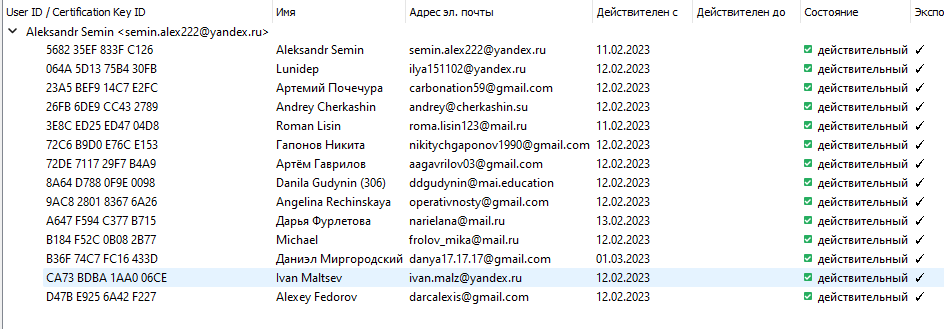 User ID / Certification Key ID Имя Адрес эл. почты Действителен с Действителен до Состояние Экспо
Aleksandr Semin <semin.alex222@yandex.ru>
5682 35EF 833F C126 Aleksandr Semin semin.alex222@yandex.ru 11.02.2023 действительный ✓
064A 5D13 75B4 30FB Lunidep ilya151102@yandex.ru 12.02.2023 действительный ✓
23A5 BEF9 14C7 E2FC Артемий Почечура carbonation59@gmail.com 12.02.2023 действительный ✓
26FB 6DE9 CC43 2789 Andrey Cherkashin andrey@cherkashin.su 12.02.2023 действительный ✓
3E8C ED25 ED47 04D8 Roman Lisin roma.lisin123@mail.ru 11.02.2023 действительный ✓
72C6 B9D0 E76C E153 Гапонов Никита nikitychgaponov1990@gmail.com 12.02.2023 действительный ✓
72DE 7117 29F7 B4A9 Артём Гаврилов aagavrilov03@gmail.com 12.02.2023 действительный ✓
8A64 D788 0F9E 0098 Danila Gudynin (306) ddgudynin@mai.education 12.02.2023 действительный ✓
9AC8 2801 8367 6A26 Angelina Rechinskaya operativnosty@gmail.com 12.02.2023 действительный ✓
A647 F594 C377 B715 Дарья Фурлетова narielana@mail.ru 13.02.2023 действительный ✓
B184 F52C 0B08 2B77 Michael frolov_mika@mail.ru 12.02.2023 действительный ✓
B36F 74C7 FC16 433D Даниэл Миргородский danya17.17.17@gmail.com 01.03.2023 действительный ✓
CA73 BDBA 1AA0 06CE Ivan Maltsev ivan.malz@yandex.ru 12.02.2023 действительный ✓
D47B E925 6A42 F227 Alexey Fedorov darcalexis@gmail.com 12.02.2023 действительный ✓